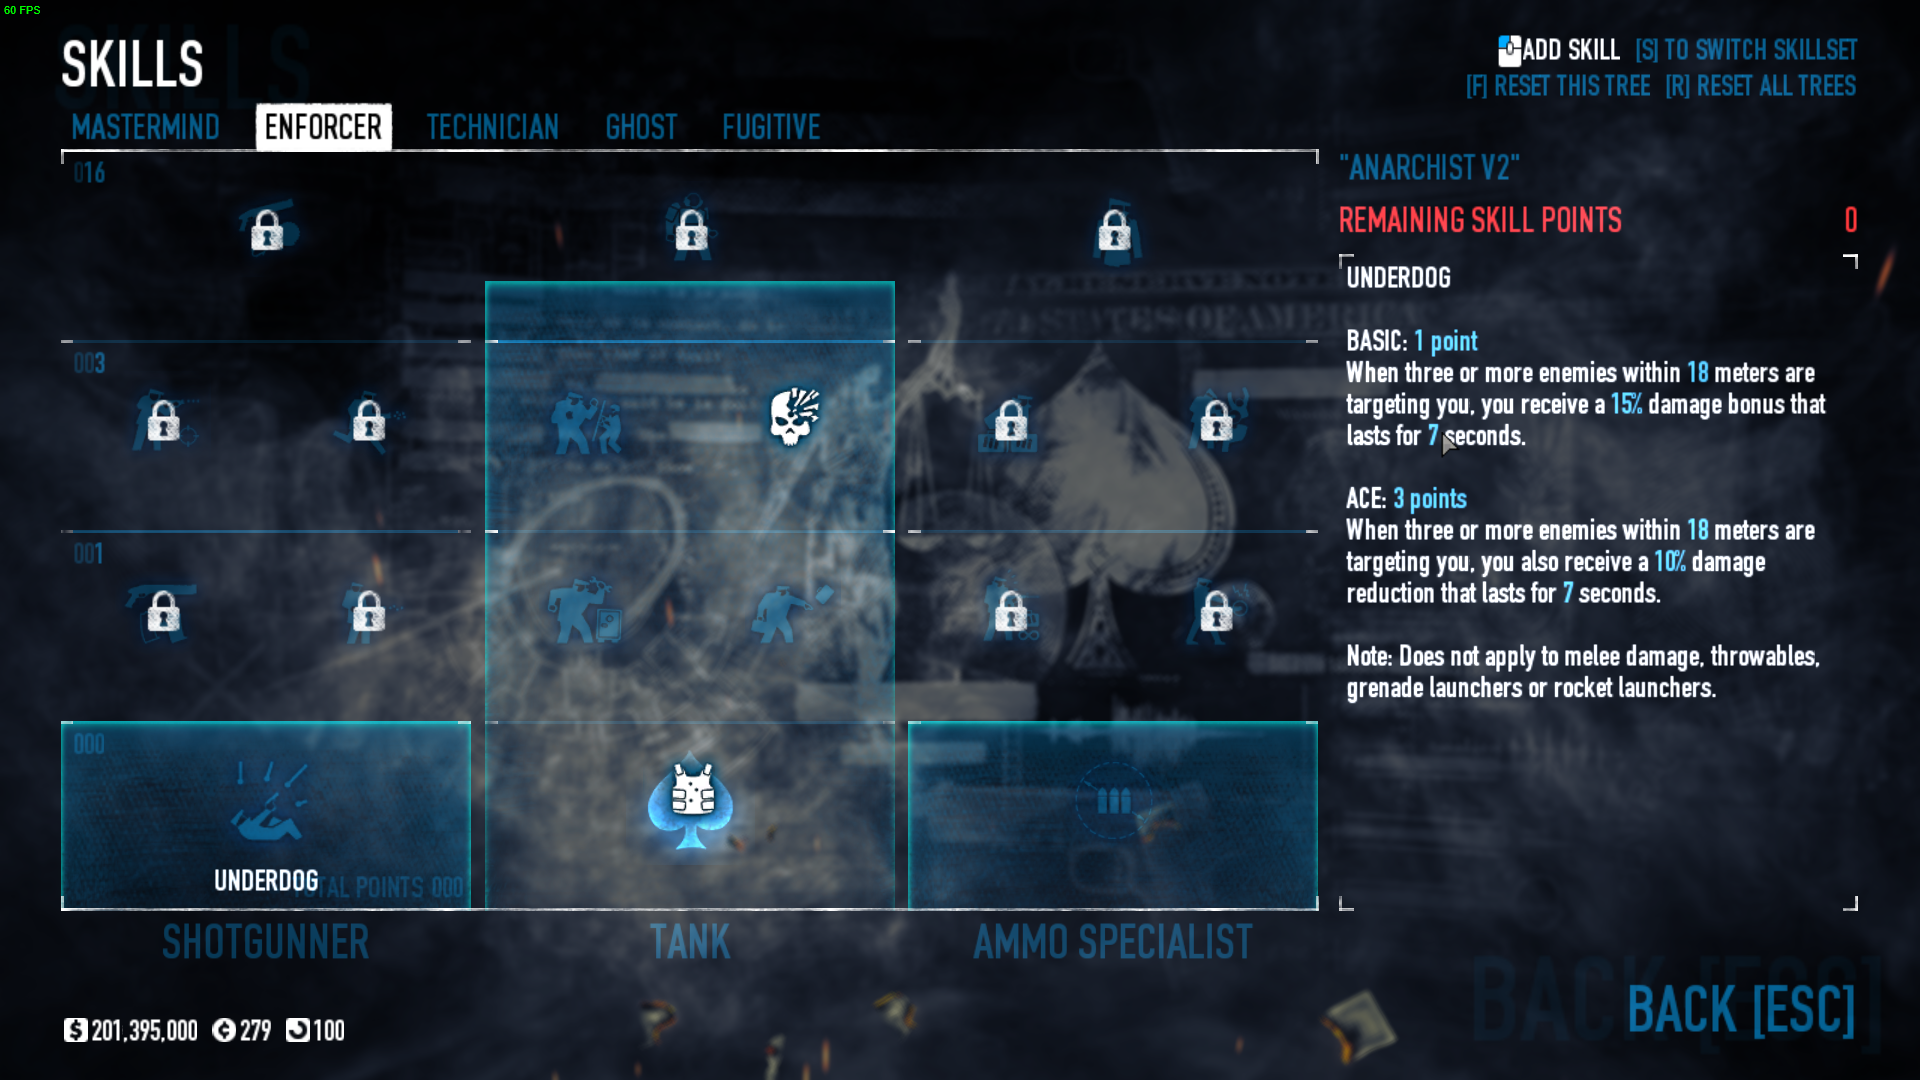 60 FPS
SKILLS
ADD SKILL [S] TO SWITCH SKILLSET
[F] RESET THIS TREE [R] RESET ALL TREES
MASTERMIND ENFORCER TECHNICIAN GHOST FUGITIVE
016
003
001
000
UNDERDOG
TOTAL POINTS 000
SHOTGUNNER TANK AMMO SPECIALIST
"ANARCHIST V2"
REMAINING SKILL POINTS 0
UNDERDOG
BASIC: 1 point
When three or more enemies within 18 meters are
targeting you, you receive a 15% damage bonus that
lasts for 7 seconds.
ACE: 3 points
When three or more enemies within 18 meters are
targeting you, you also receive a 10% damage
reduction that lasts for 7 seconds.
Note: Does not apply to melee damage, throwables,
grenade launchers or rocket launchers.
201,395,000 279 100
BACK [ESC]